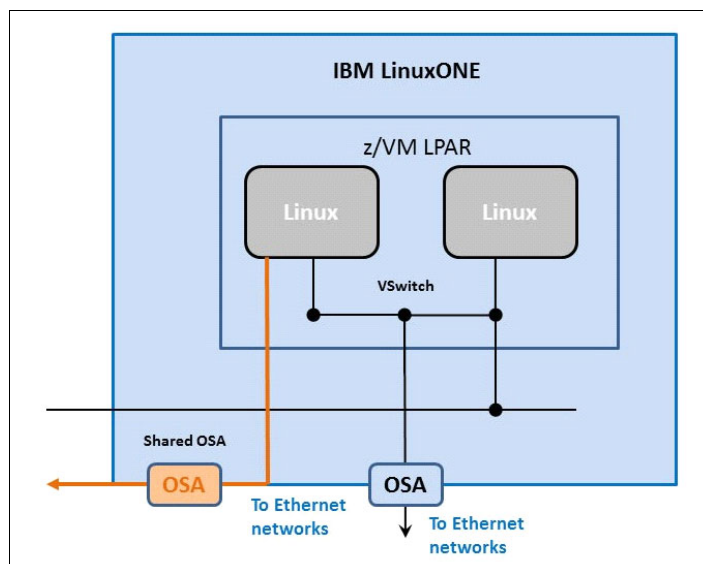 IBM LinuxONE
z/VM LPAR
Linux
Linux
VSwitch
Shared OSA
OSA
OSA
To Ethernet
networks
To Ethernet
networks